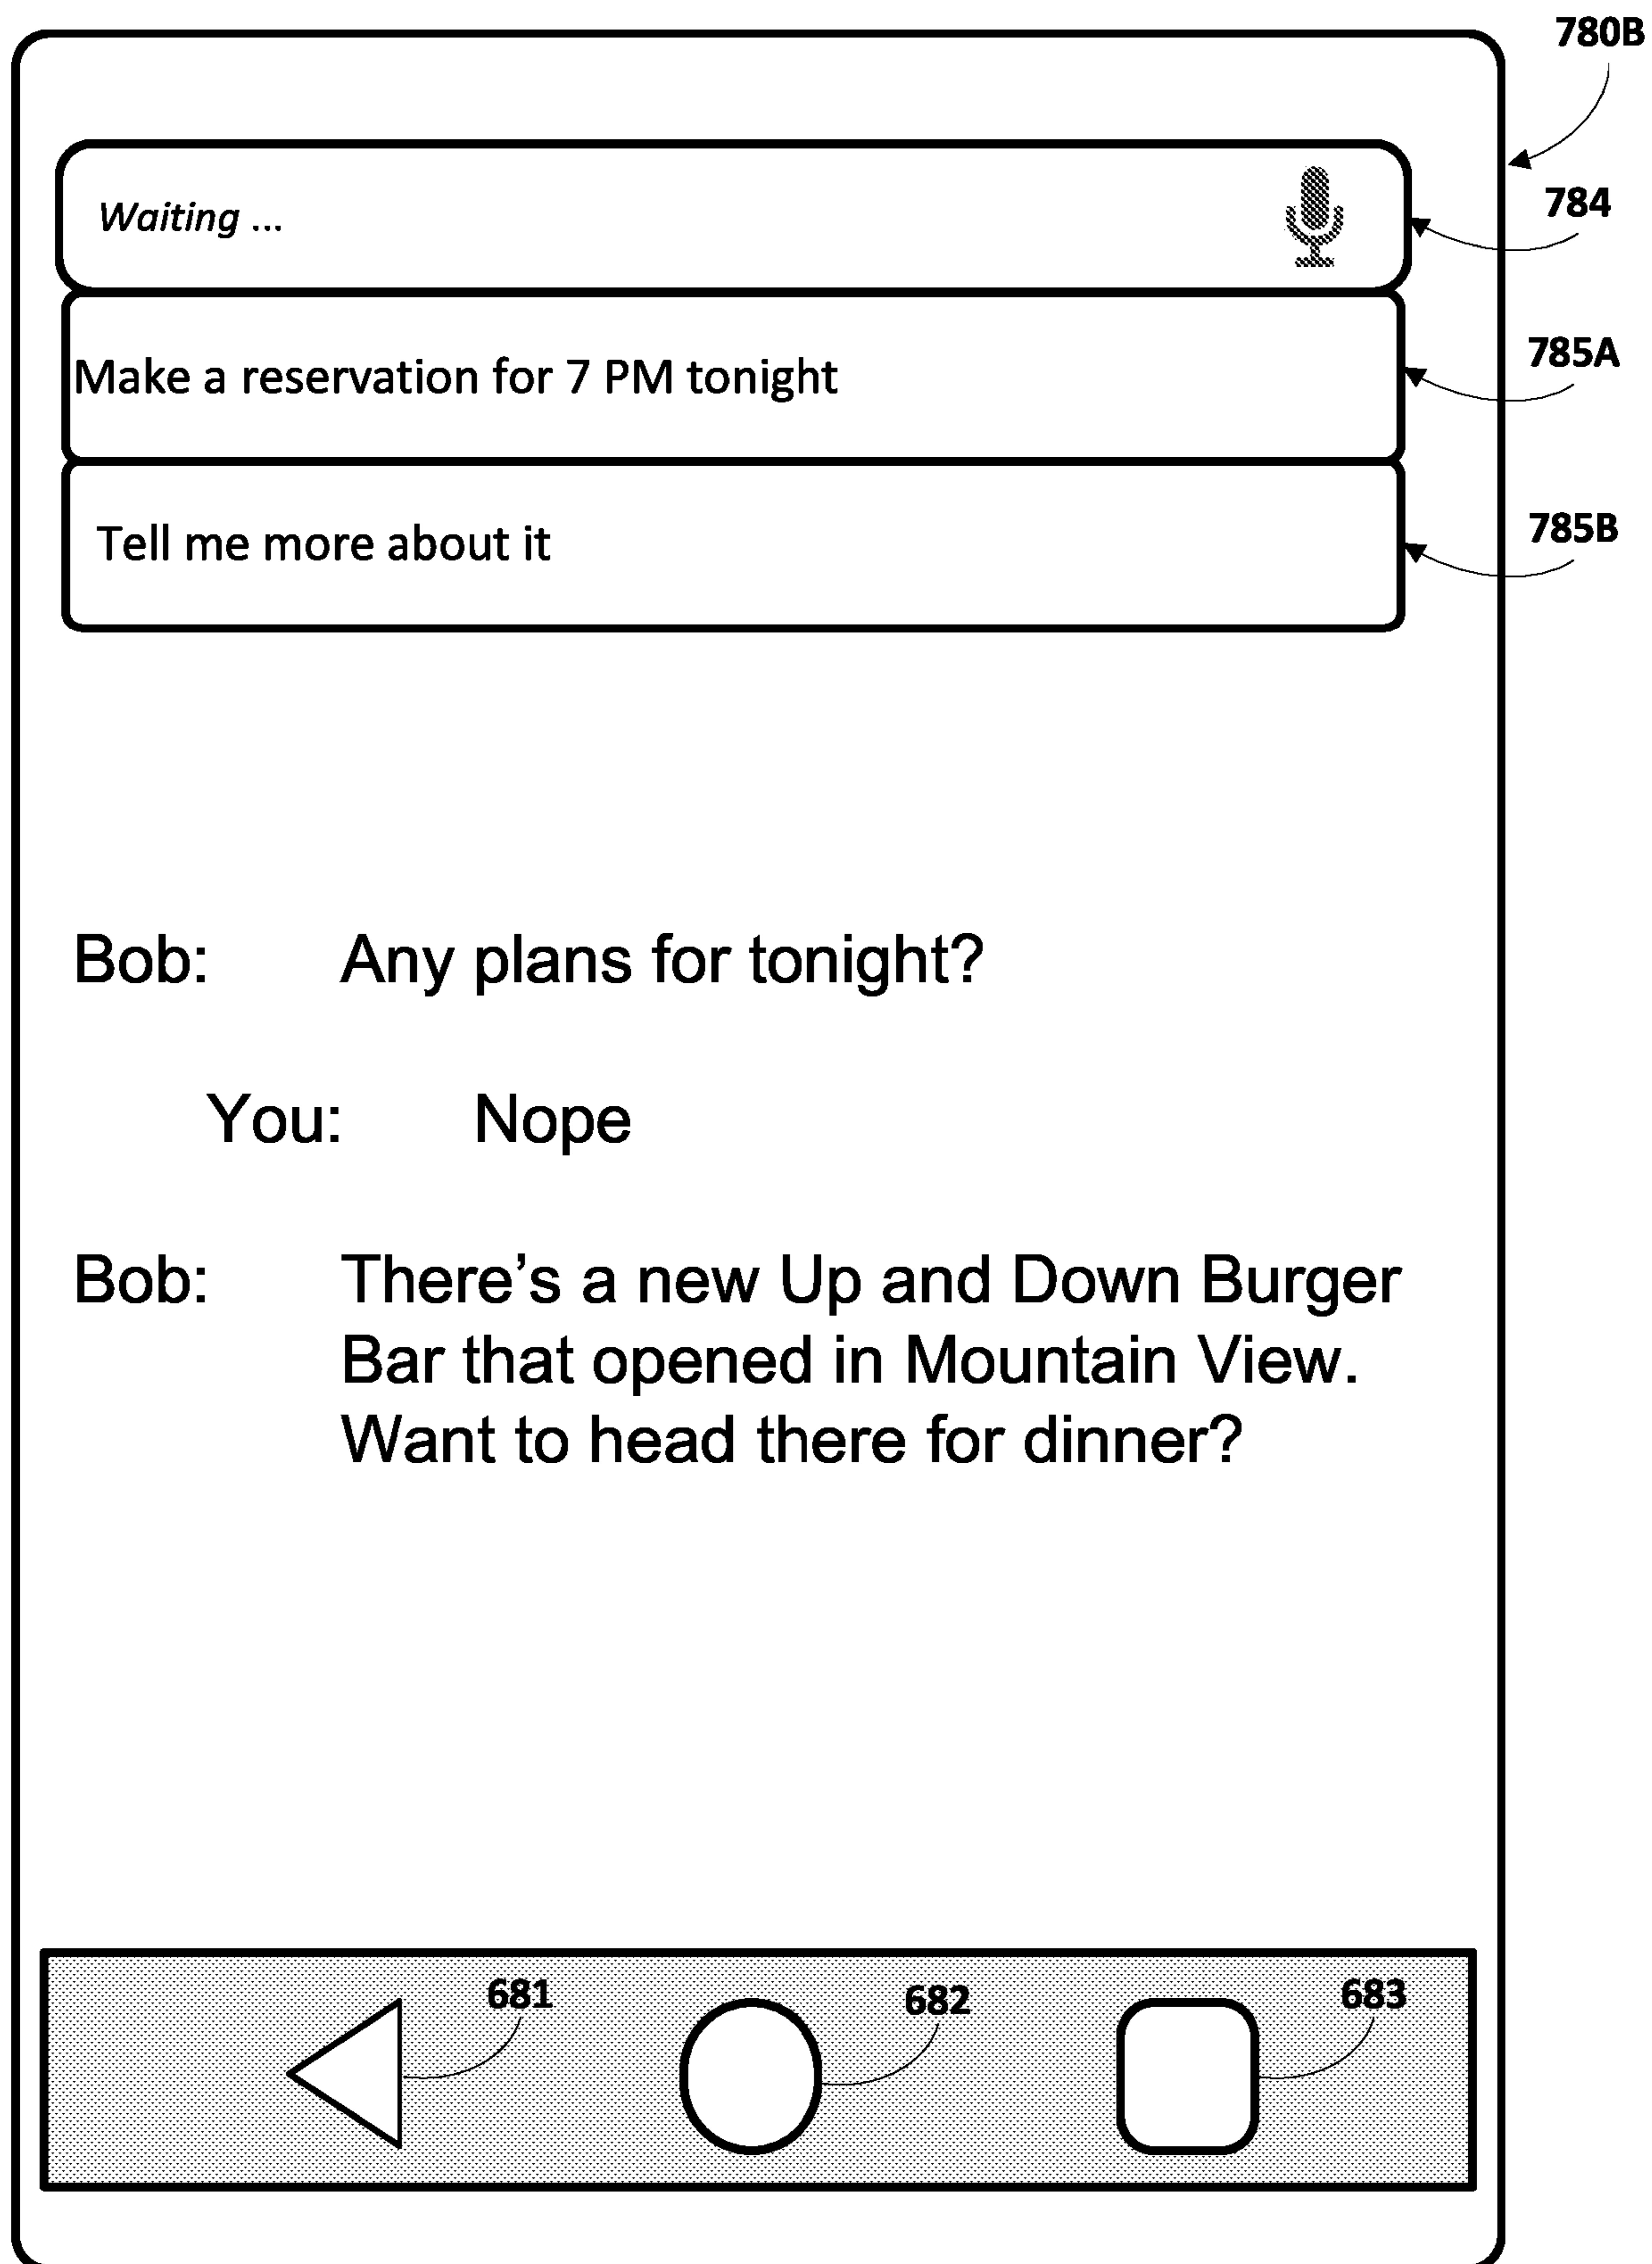 780B
Waiting ...
784
Make a reservation for 7 PM tonight
785A
Tell me more about it
785B
Bob: Any plans for tonight?
You: Nope
Bob: There's a new Up and Down Burger
Bar that opened in Mountain View.
Want to head there for dinner?
681
682
683